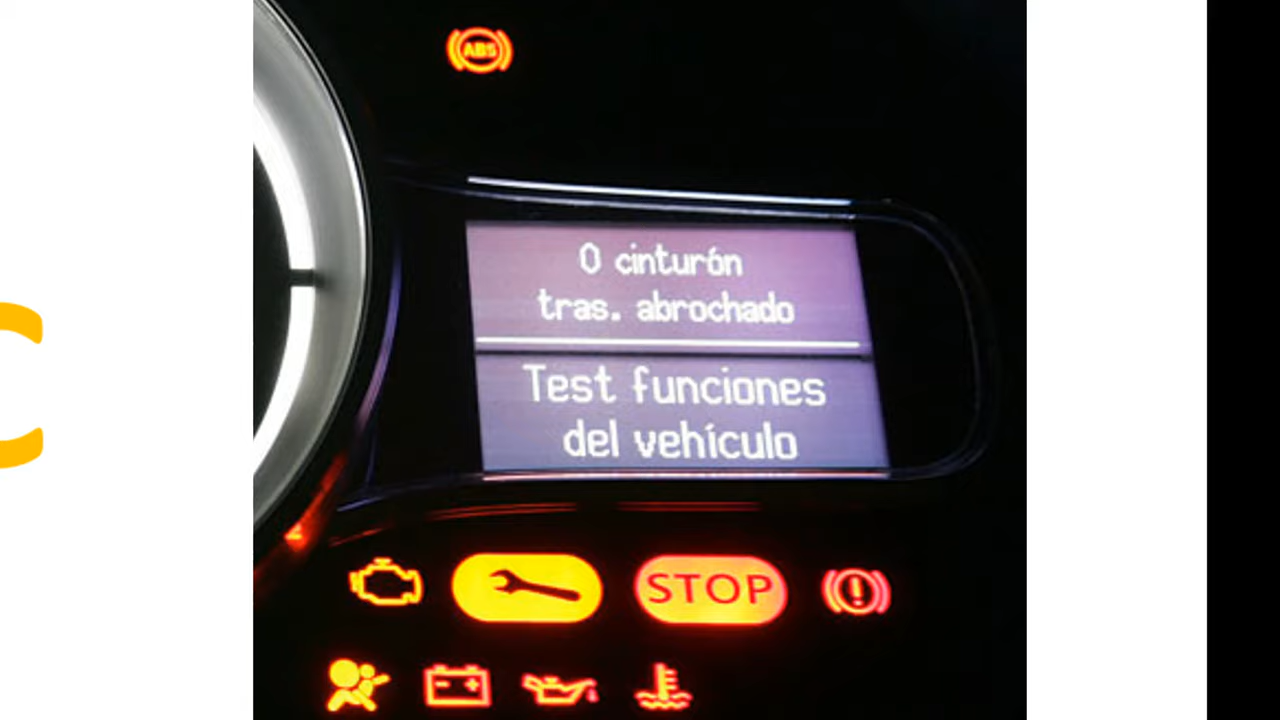 ABS
0 cinturón
tras. abrochado
Test funciones
del vehículo
STOP